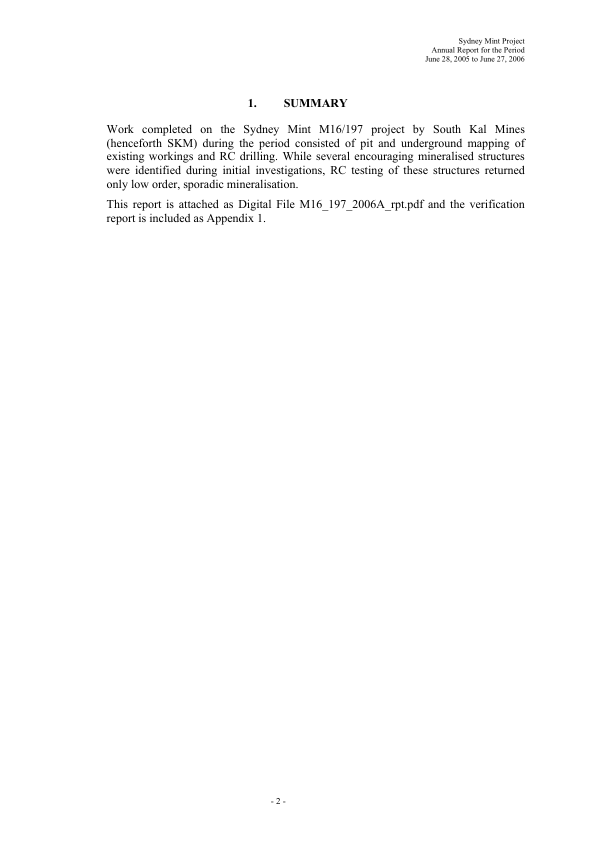 Sydney Mint Project
Annual Report for the Period
June 28, 2005 to June 27, 2006
1. SUMMARY
Work completed on the Sydney Mint M16/197 project by South Kal Mines
(henceforth SKM) during the period consisted of pit and underground mapping of
existing workings and RC drilling. While several encouraging mineralised structures
were identified during initial investigations, RC testing of these structures returned
only low order, sporadic mineralisation.
This report is attached as Digital File M16_197_2006A_rpt.pdf and the verification
report is included as Appendix 1.
- 2 -